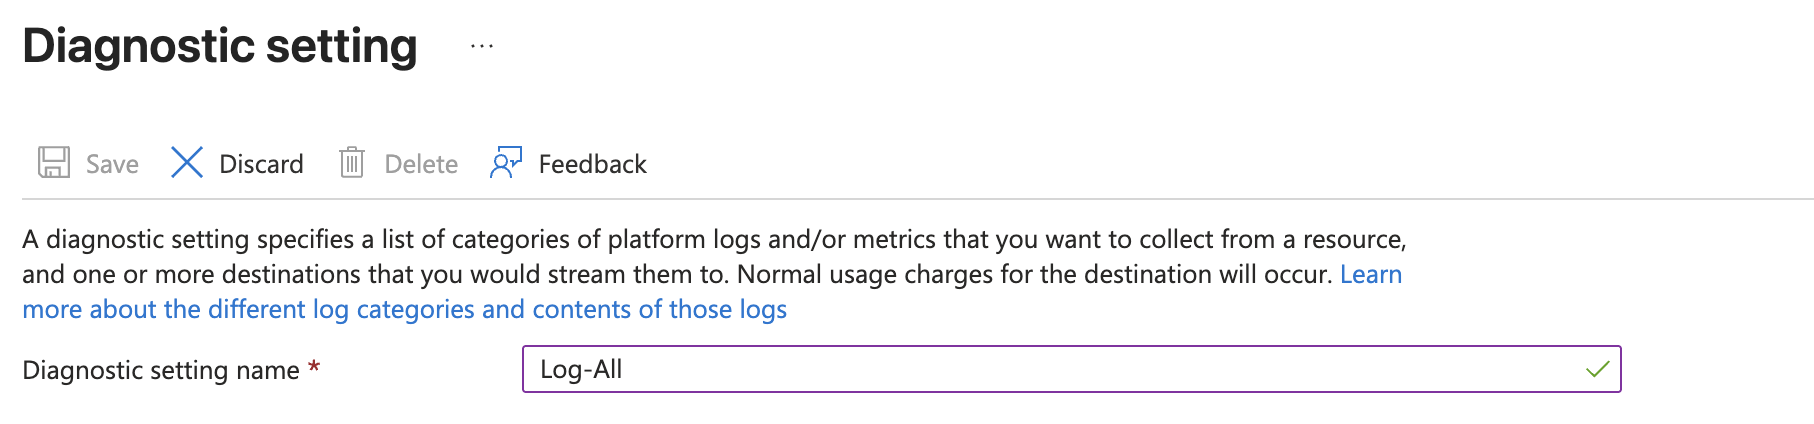 Diagnostic setting ...
Save Discard Delete Feedback
A diagnostic setting specifies a list of categories of platform logs and/or metrics that you want to collect from a resource,
and one or more destinations that you would stream them to. Normal usage charges for the destination will occur. Learn
more about the different log categories and contents of those logs
Diagnostic setting name * Log-All